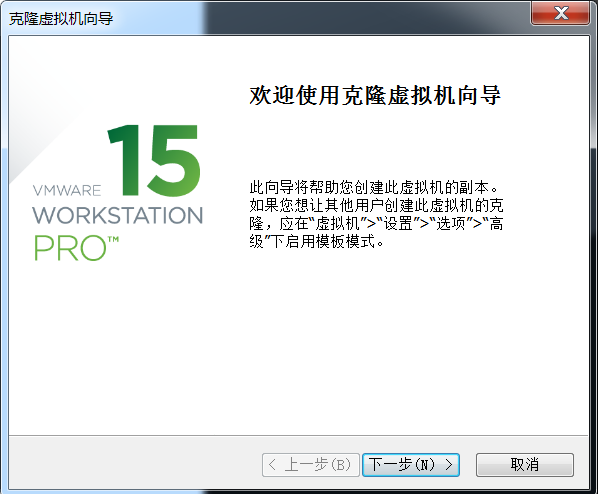 克隆虚拟机向导
欢迎使用克隆虚拟机向导
15
VMWARE
WORKSTATION
PRO™
此向导将帮助您创建此虚拟机的副本。
如果您想让其他用户创建此虚拟机的克
隆，应在“虚拟机”>“设置”>“选项”>“高
级”下启用模板模式。
< 上一步(B)
下一步(N) >
取消